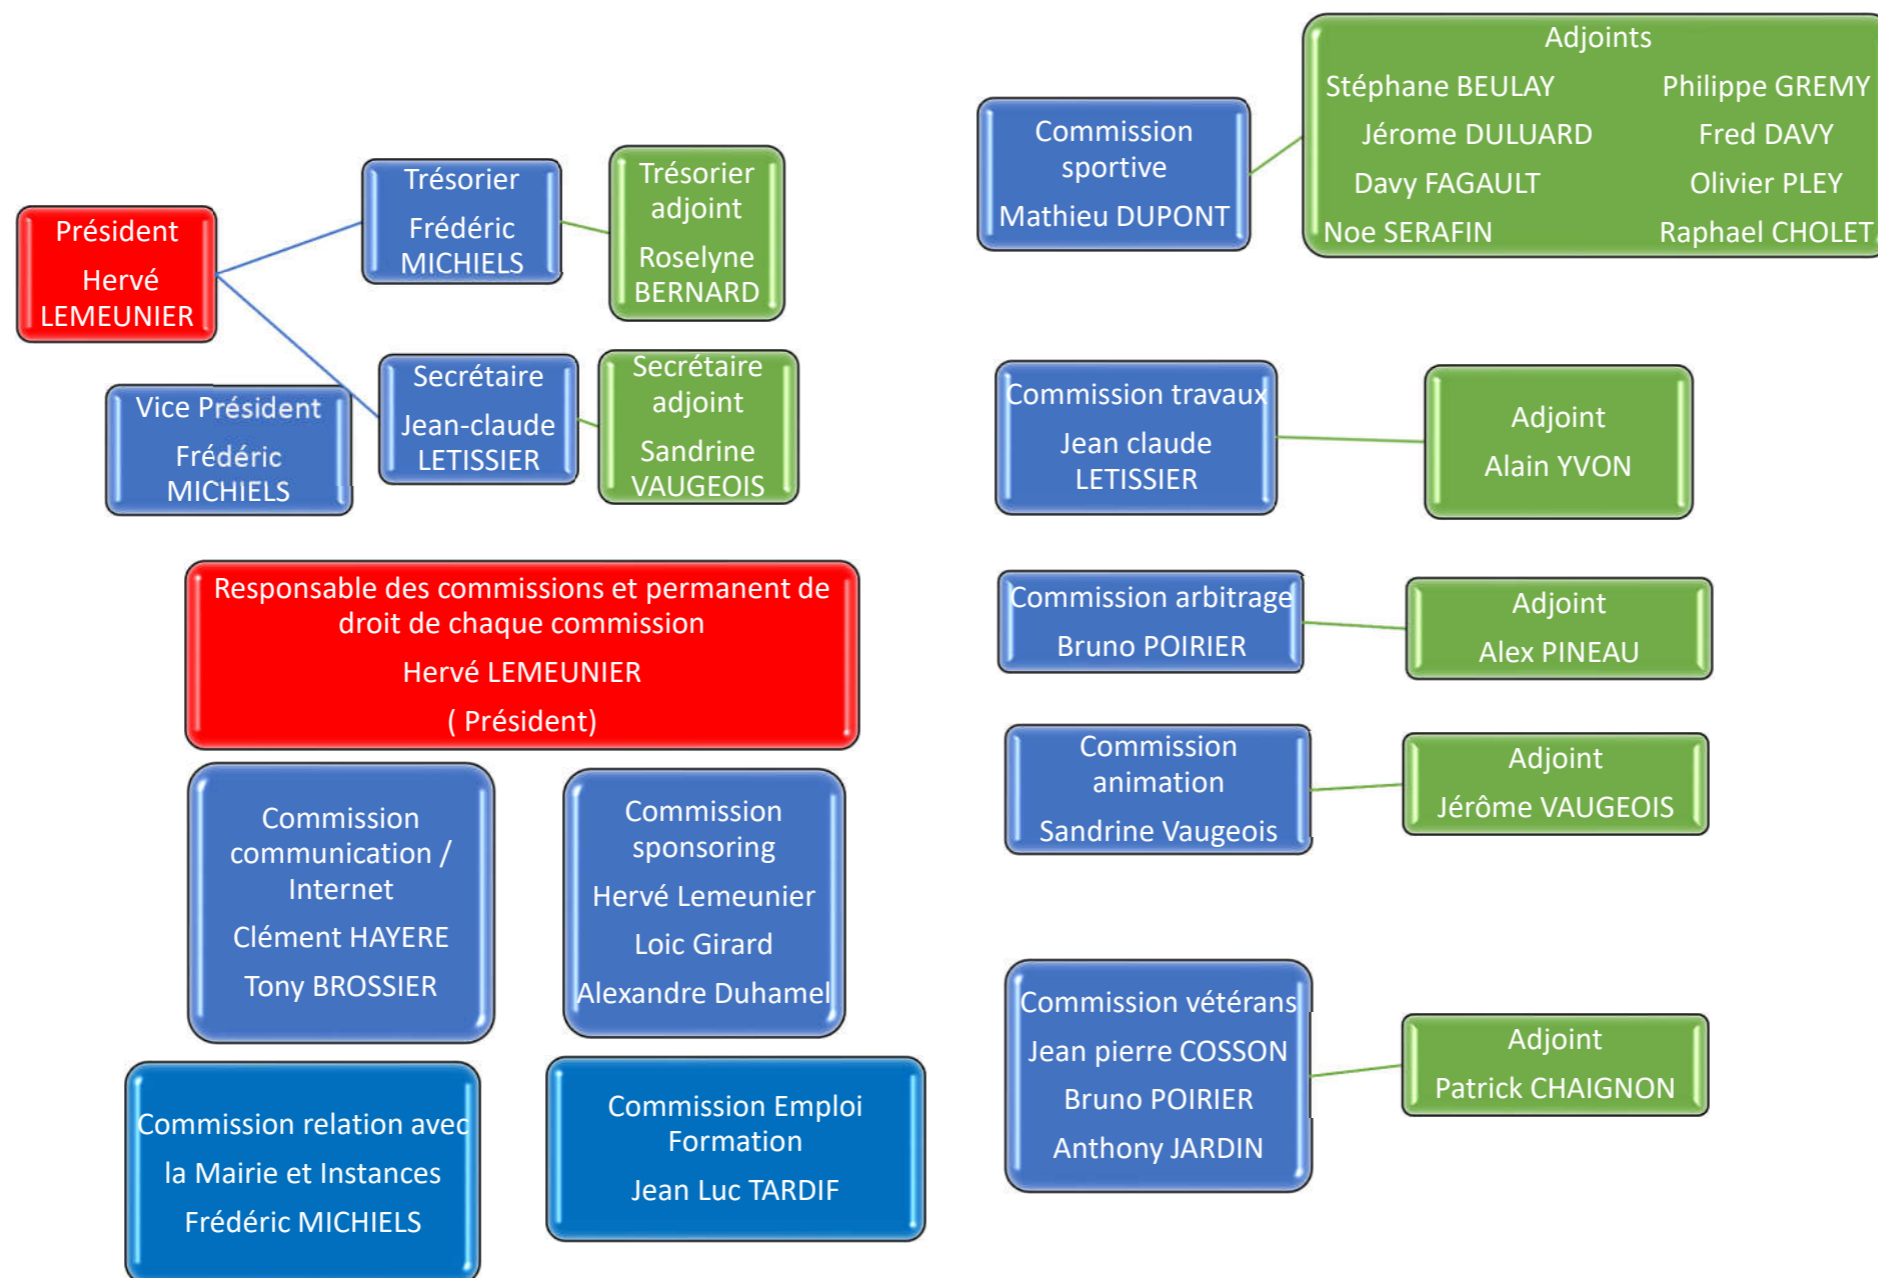 Président
Hervé
LEMEUNIER
Trésorier
Frédéric
MICHIELS
Trésorier
adjoint
Roselyne
BERNARD
Vice Président
Frédéric
MICHIELS
Secrétaire
Jean-claude
LETISSIER
Secrétaire
adjoint
Sandrine
VAUGEOIS
Responsable des commissions et permanent de
droit de chaque commission
Hervé LEMEUNIER
( Président)
Commission
communication /
Internet
Clément HAYERE
Tony BROSSIER
Commission
sponsoring
Hervé Lemeunier
Loic Girard
Alexandre Duhamel
Commission relation avec
la Mairie et Instances
Frédéric MICHIELS
Commission Emploi
Formation
Jean Luc TARDIF
Commission
sportive
Mathieu DUPONT
Adjoints
Stéphane BEULAY Philippe GREMY
Jérome DULUARD Fred DAVY
Davy FAGAULT Olivier PLEY
Noe SERAFIN Raphael CHOLET
Commission travaux
Jean claude
LETISSIER
Adjoint
Alain YVON
Commission arbitrage
Bruno POIRIER
Adjoint
Alex PINEAU
Commission
animation
Sandrine Vaugeois
Adjoint
Jérôme VAUGEOIS
Commission vétérans
Jean pierre COSSON
Bruno POIRIER
Anthony JARDIN
Adjoint
Patrick CHAIGNON